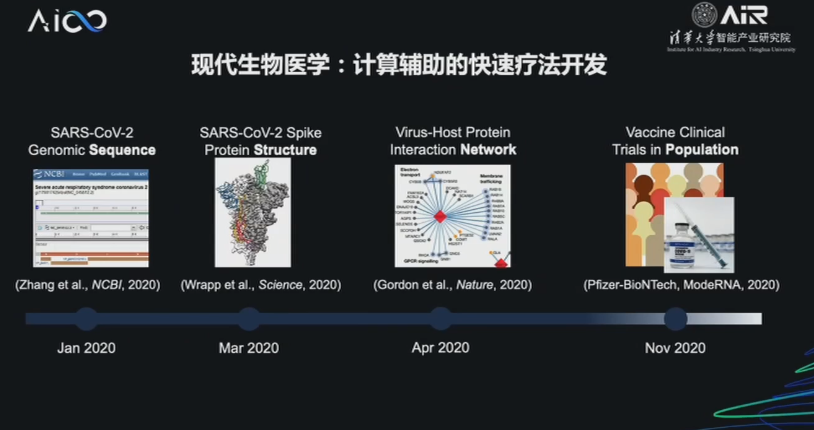 AiCO
AIR
清华大学智能产业研究院
Institute for AI Industry Research, Tsinghua University
现代生物医学：计算辅助的快速疗法开发
SARS-CoV-2
Genomic Sequence
SARS-CoV-2 Spike
Protein Structure
Virus-Host Protein
Interaction Network
Vaccine Clinical
Trials in Population
NCBI
Severe acute respiratory syndrome coronavirus 2
Electron
transport
Membrane
trafficking
GPCR signalling
(Zhang et al., NCBI, 2020)
(Wrapp et al., Science, 2020)
(Gordon et al., Nature, 2020)
(Pfizer-BioNTech, ModeRNA, 2020)
Jan 2020
Mar 2020
Apr 2020
Nov 2020